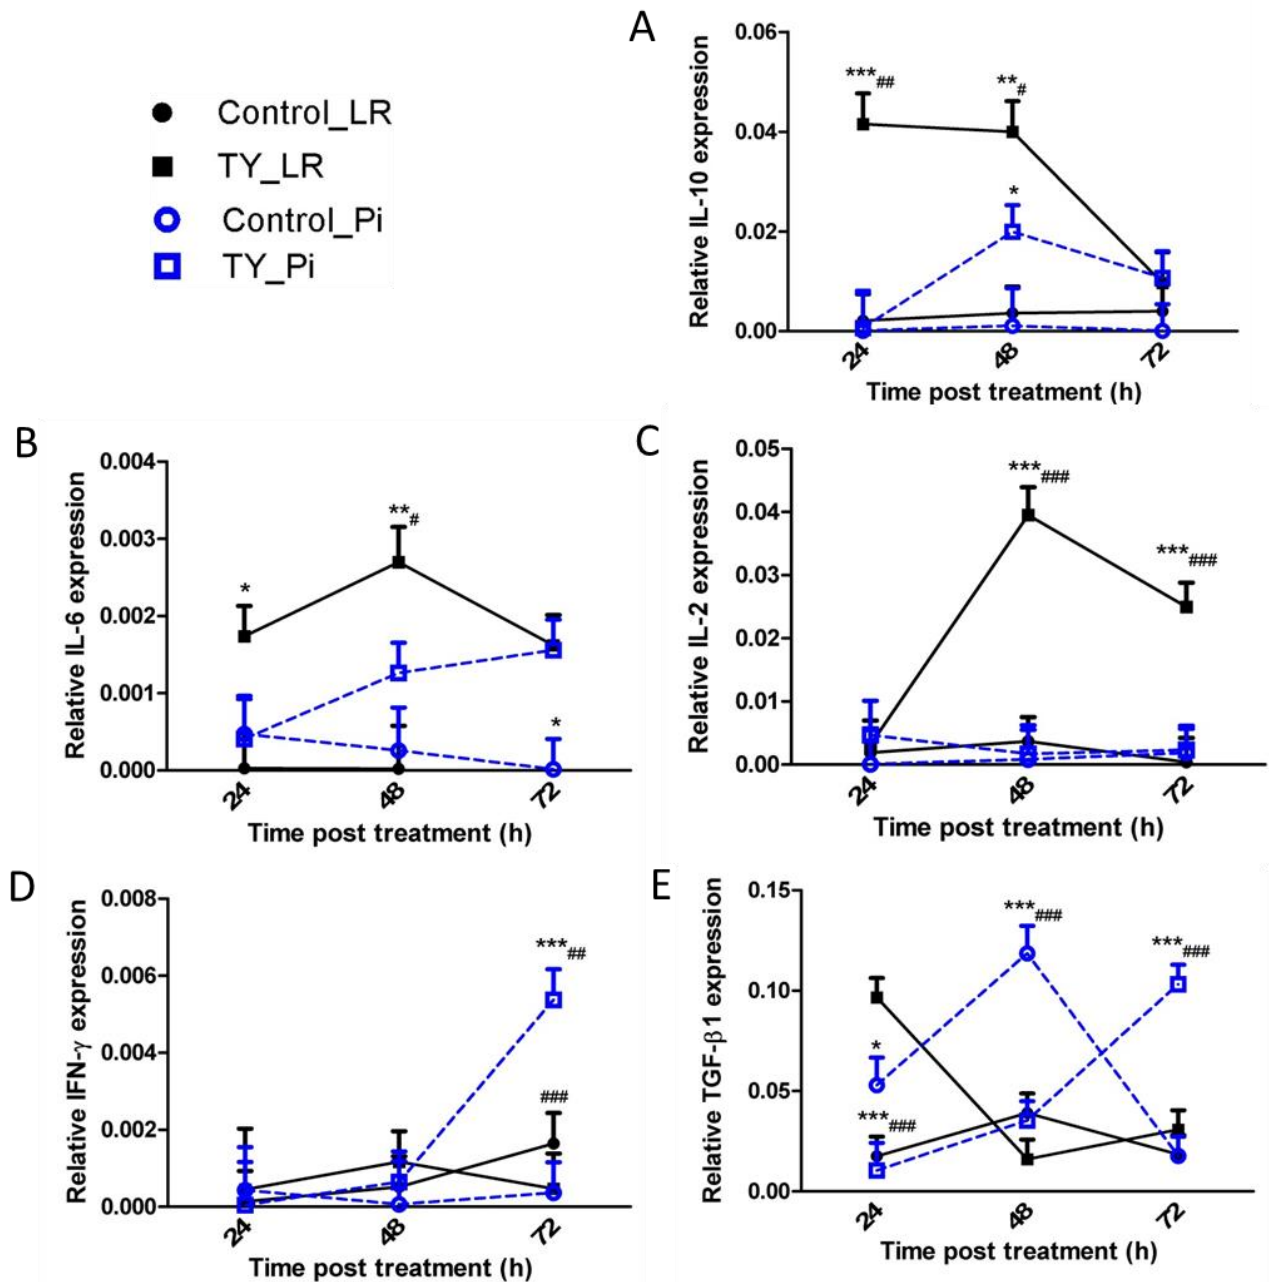 A
Control_LR
TY_LR
Control_Pi
TY_Pi
Relative IL-10 expression
0.06
0.04
0.02
0.00
***##
**#
*
24
48
72
Time post treatment (h)
B
Relative IL-6 expression
0.004
0.003
0.002
0.001
0.000
*
**#
*
24
48
72
Time post treatment (h)
C
Relative IL-2 expression
0.05
0.04
0.03
0.02
0.01
0.00
***###
***###
24
48
72
Time post treatment (h)
D
Relative IFN-γ expression
0.008
0.006
0.004
0.002
0.000
***##
###
24
48
72
Time post treatment (h)
E
Relative TGF-β1 expression
0.15
0.10
0.05
0.00
***###
***###
*
***###
24
48
72
Time post treatment (h)